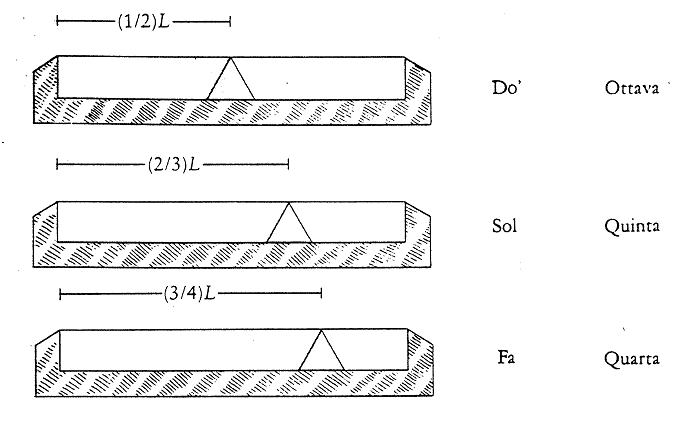 (1/2)L
Do' Ottava
(2/3)L
Sol Quinta
(3/4)L
Fa Quarta